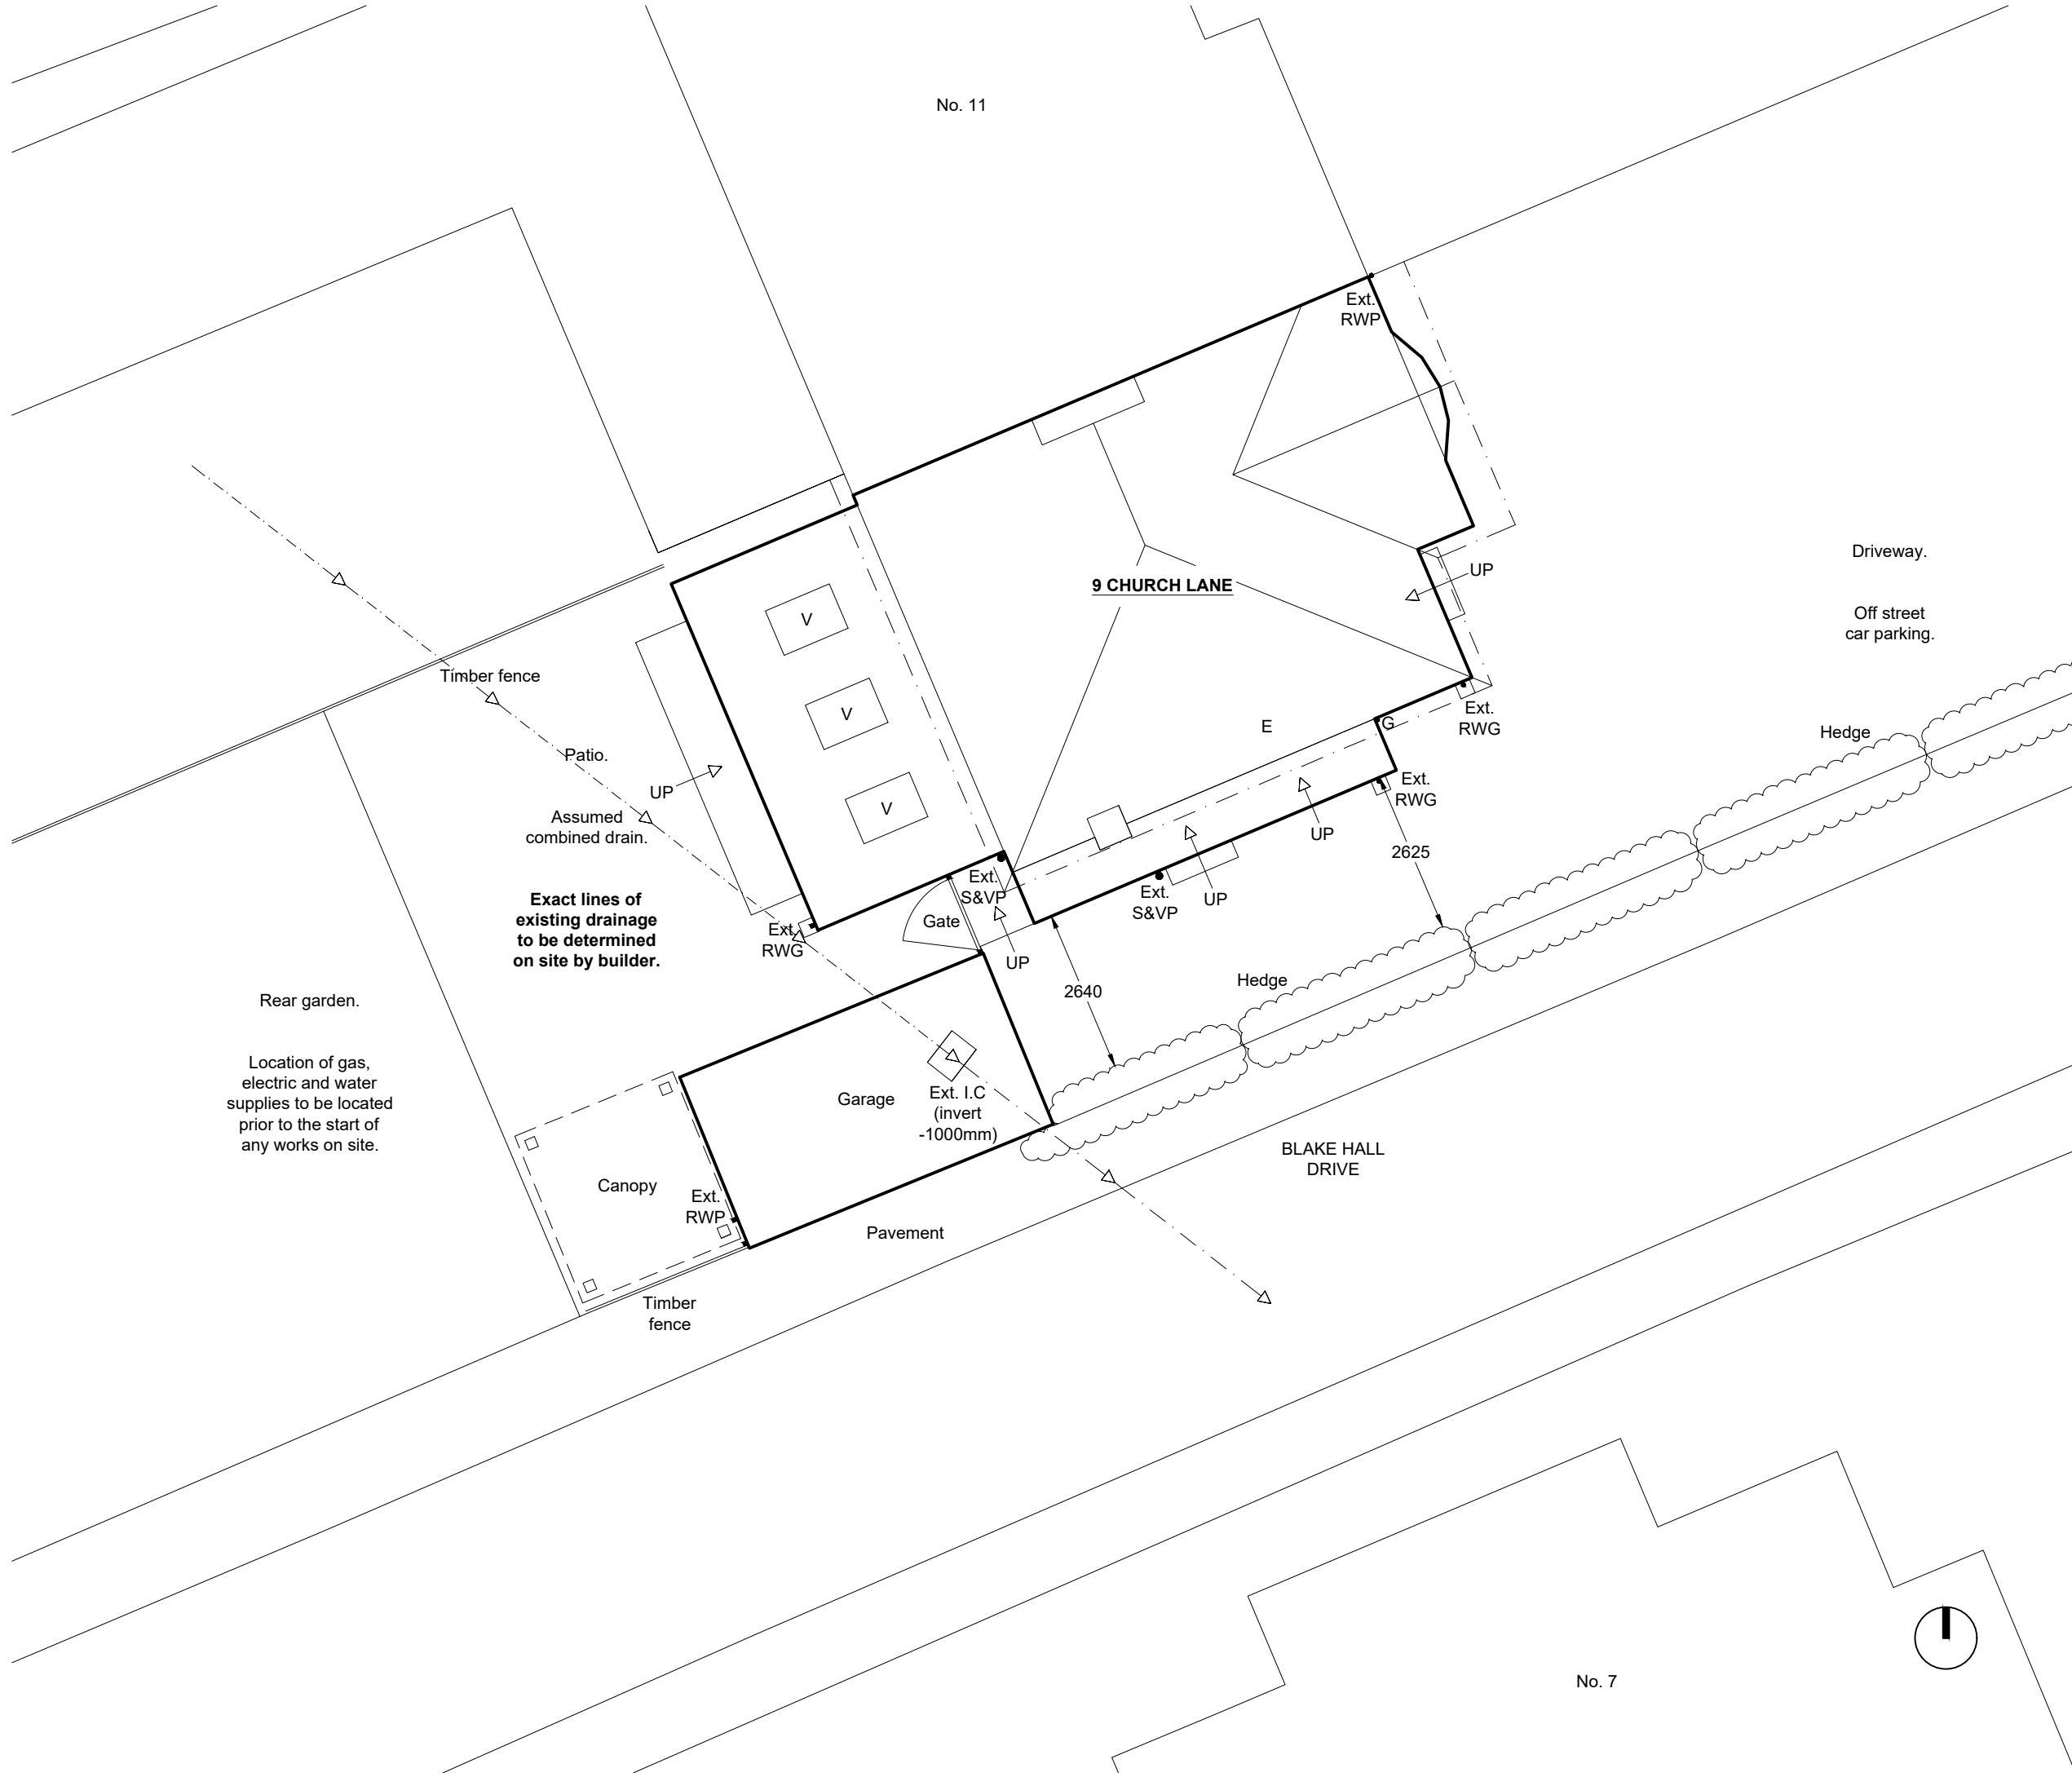 No. 11
Ext.
RWP
9 CHURCH LANE
UP
Driveway.
Off street
car parking.
V
V
V
Timber fence
Patio.
UP
Assumed
combined drain.
Exact lines of
existing drainage
to be determined
on site by builder.
E
G
Ext.
RWG
Hedge
Ext.
RWG
UP
2625
Ext.
S&VP
Ext.
S&VP
UP
Gate
Ext.
RWG
UP
2640
Hedge
Rear garden.
Location of gas,
electric and water
supplies to be located
prior to the start of
any works on site.
Garage
Ext. I.C
(invert
-1000mm)
Canopy
Ext.
RWP
BLAKE HALL
DRIVE
Pavement
Timber
fence
No. 7